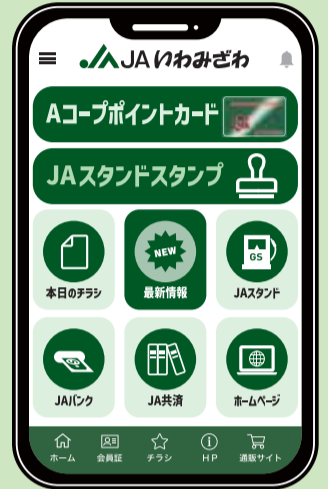 JAいわみざわ
Aコープポイントカード
JAスタンドスタンプ
NEW
GS
本日のチラシ
最新情報
JAスタンド
JAバンク
JA共済
ホームページ
ホーム
会員証
チラシ
HP
通販サイト